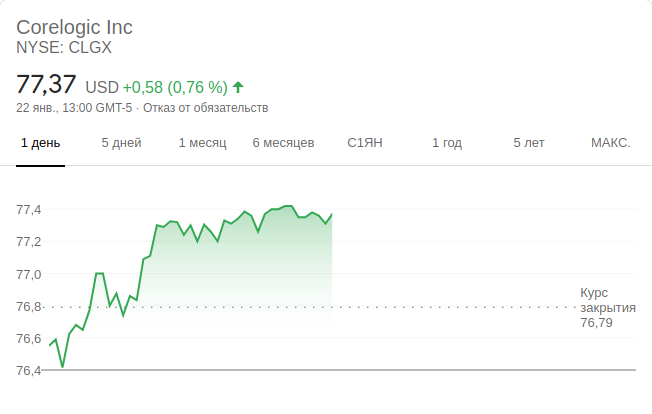 Corelogic Inc
NYSE: CLGX
77,37 USD +0,58 (0,76 %)
22 янв., 13:00 GMT-5 · Отказ от обязательств
1 день 5 дней 1 месяц 6 месяцев С1ЯН 1 год 5 лет МАКС.
77,4
77,2
77,0
76,8
76,6
76,4
Курс
закрытия
76,79